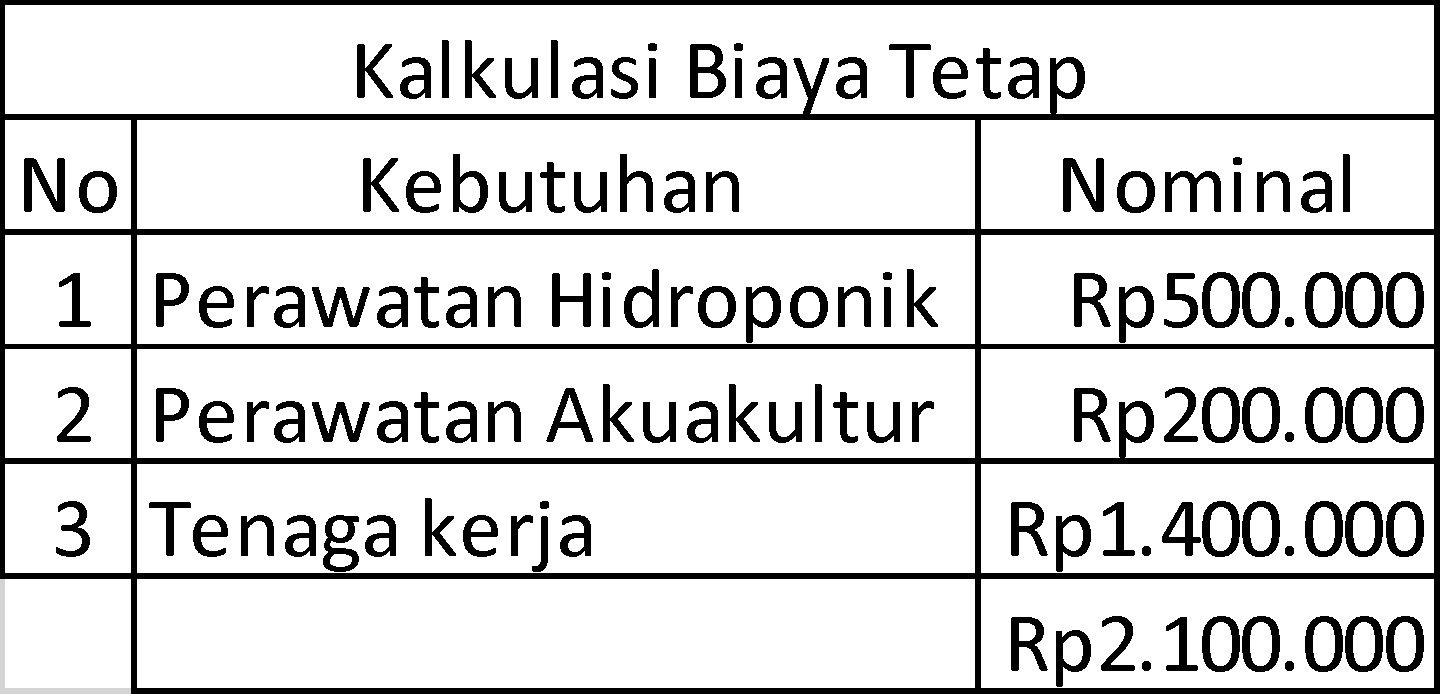 Kalkulasi Biaya Tetap
No Kebutuhan Nominal
1 Perawatan Hidroponik Rp500.000
2 Perawatan Akuakultur Rp200.000
3 Tenaga kerja Rp1.400.000
Rp2.100.000